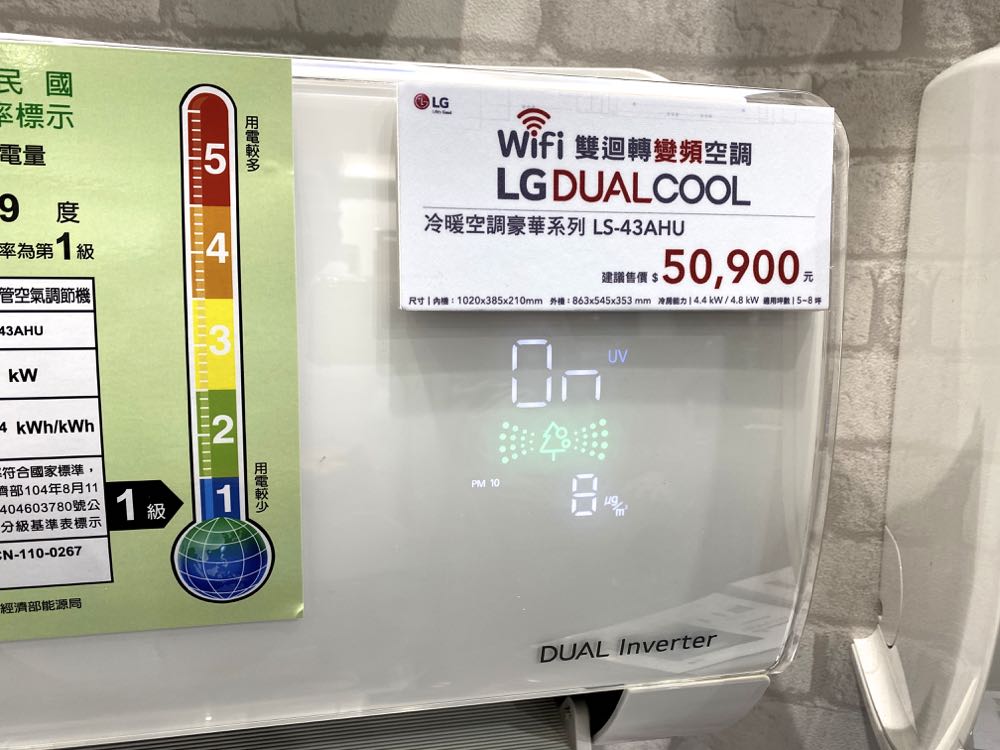 民 國
率標示
電量
9 度
率為第1級
管空氣調節機
43AHU
kW
4 kWh/kWh
符合國家標準，
濟部104年8月11
404603780號公
分級基準表標示
CN-110-0267
經濟部能源局
1級
用電較多
5
4
3
2
1
用電較少
LG
Wifi 雙迴轉變頻空調
LG DUALCOOL
冷暖空調豪華系列 LS-43AHU
建議售價 $ 50,900 元
尺寸｜內機：1020x385x210mm 外機：863x545x353 mm 冷房能力｜4.4 kW / 4.8 kW 適用坪數｜5~8 坪
On UV
PM 10 8 μg/m³
DUAL Inverter